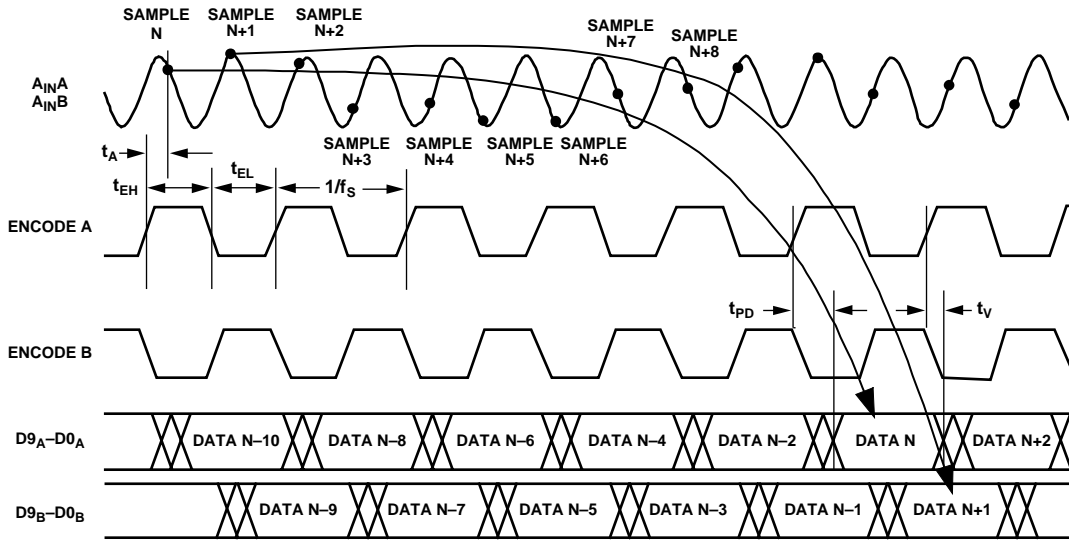 SAMPLE N
SAMPLE N+1
SAMPLE N+2
SAMPLE N+7
SAMPLE N+8
AINA
AINB
SAMPLE N+3
SAMPLE N+4
SAMPLE N+5
SAMPLE N+6
tA
tEH
tEL
1/fS
ENCODE A
tPD
tV
ENCODE B
D9A–D0A
DATA N–10
DATA N–8
DATA N–6
DATA N–4
DATA N–2
DATA N
DATA N+2
D9B–D0B
DATA N–9
DATA N–7
DATA N–5
DATA N–3
DATA N–1
DATA N+1